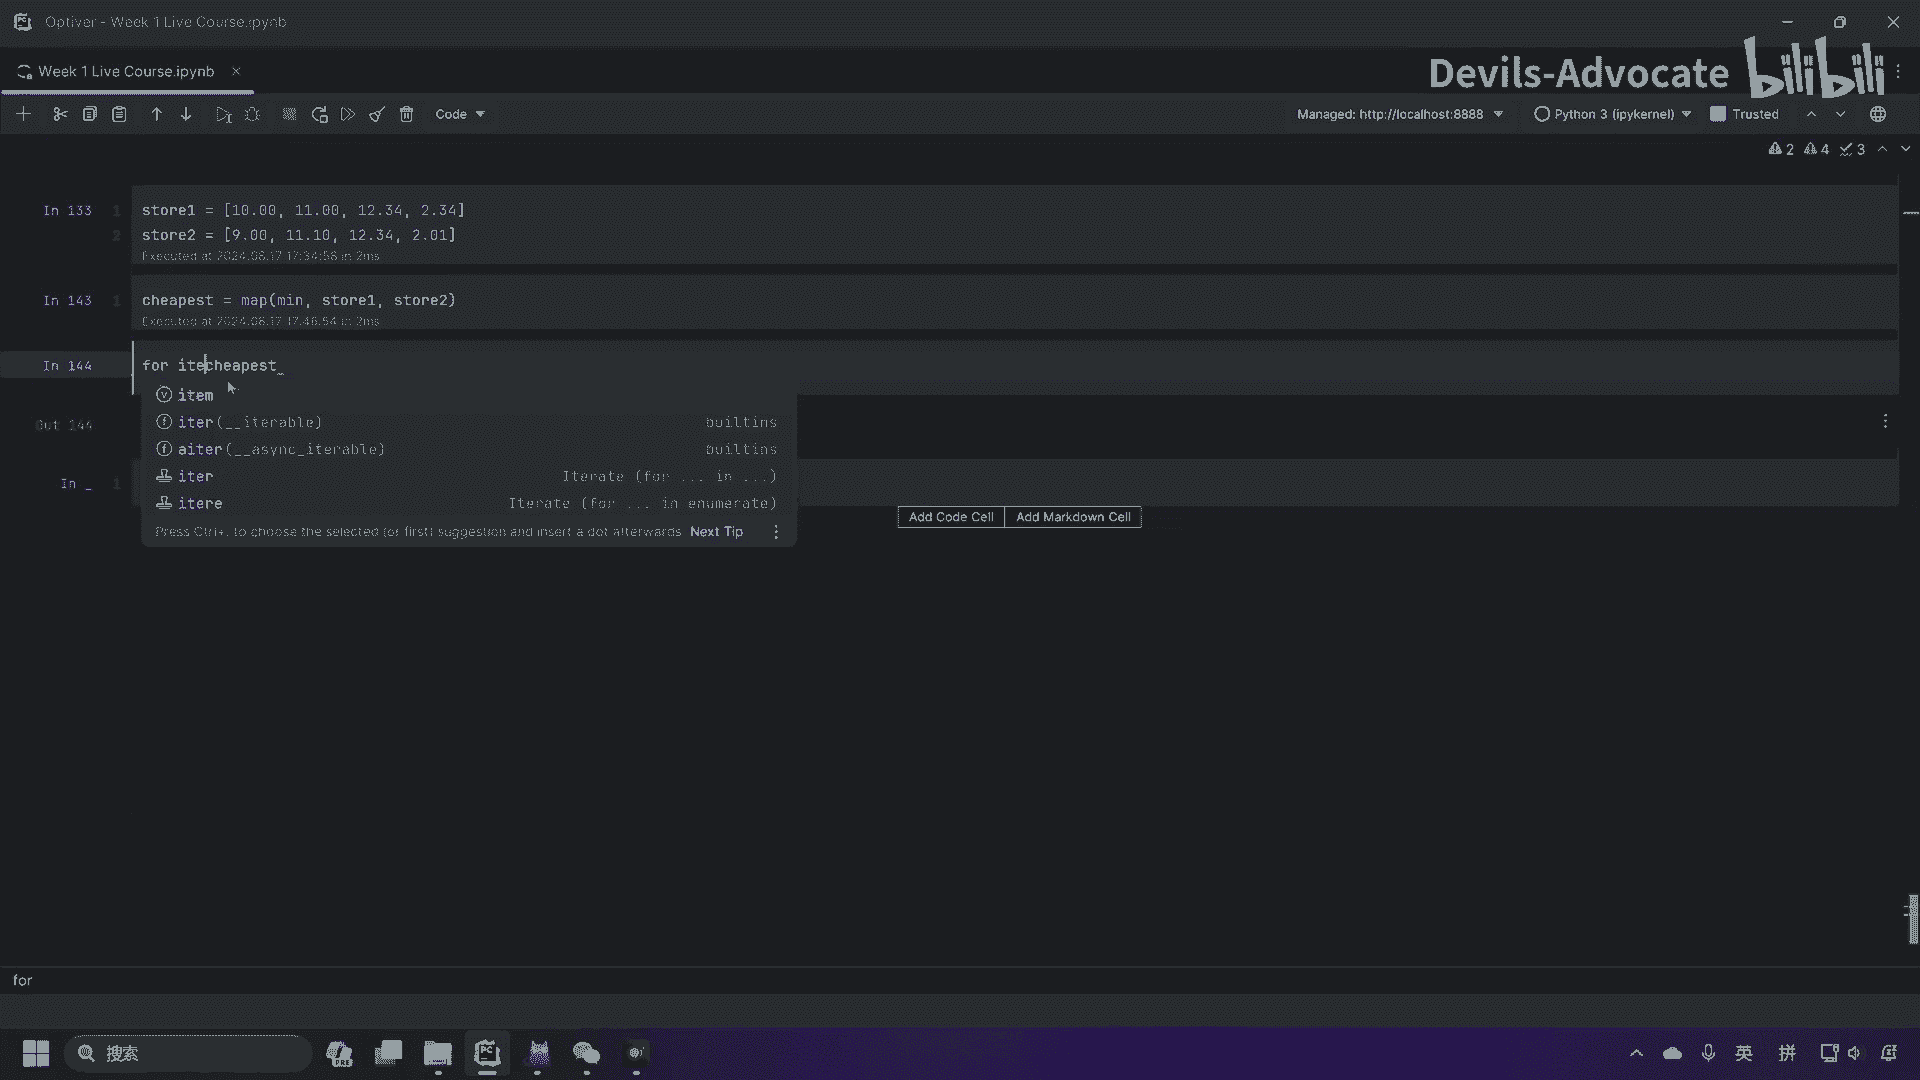 Optiver - Week 1 Live Course.ipynb
Week 1 Live Course.ipynb
Devils-Advocate bilibili
Code
Managed: http://localhost:8888
Python 3 (ipykernel)
Trusted
2 4 3
In 133
1 store1 = [10.00, 11.00, 12.34, 2.34]
2 store2 = [9.00, 11.10, 12.34, 2.01]
Executed at 2024.08.17 17:34:58 in 2ms
In 143 1 cheapest = map(min, store1, store2)
Executed at 2024.08.17 17:46:54 in 2ms
In 144 for itecheapest
item
Out 144 iter(__iterable) builtins
aiter(__async_iterable) builtins
iter Iterate (for ... in ...)
In _ 1
itere Iterate (for ... in enumerate)
Press Ctrl+. to choose the selected (or first) suggestion and insert a dot afterwards Next Tip
Add Code Cell Add Markdown Cell
for
搜索
PRE
PC
英
拼